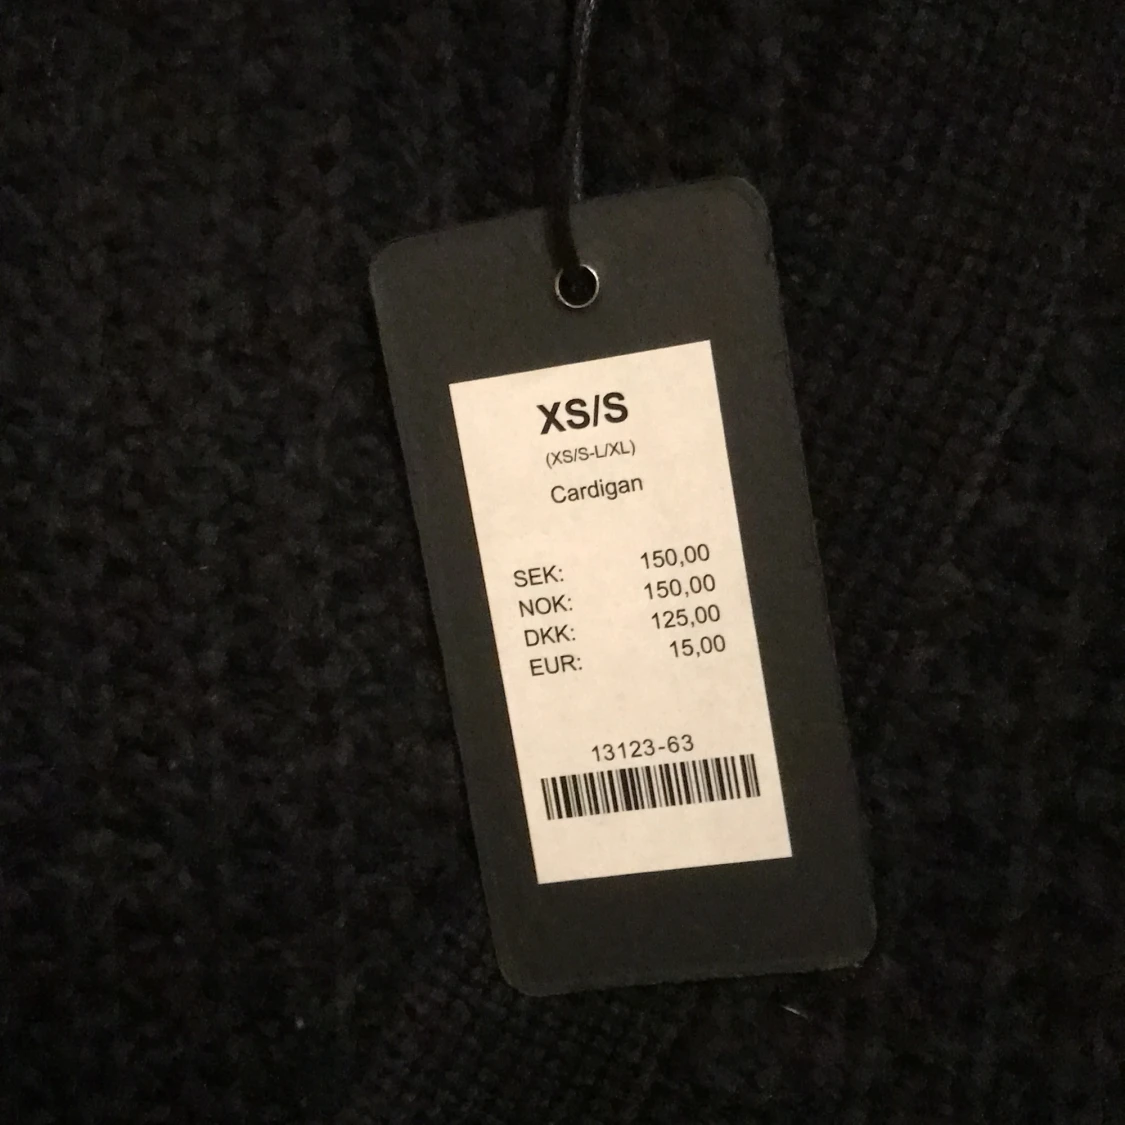 XS/S
(XS/S-L/XL)
Cardigan
SEK: 150,00
NOK: 150,00
DKK: 125,00
EUR: 15,00
13123-63